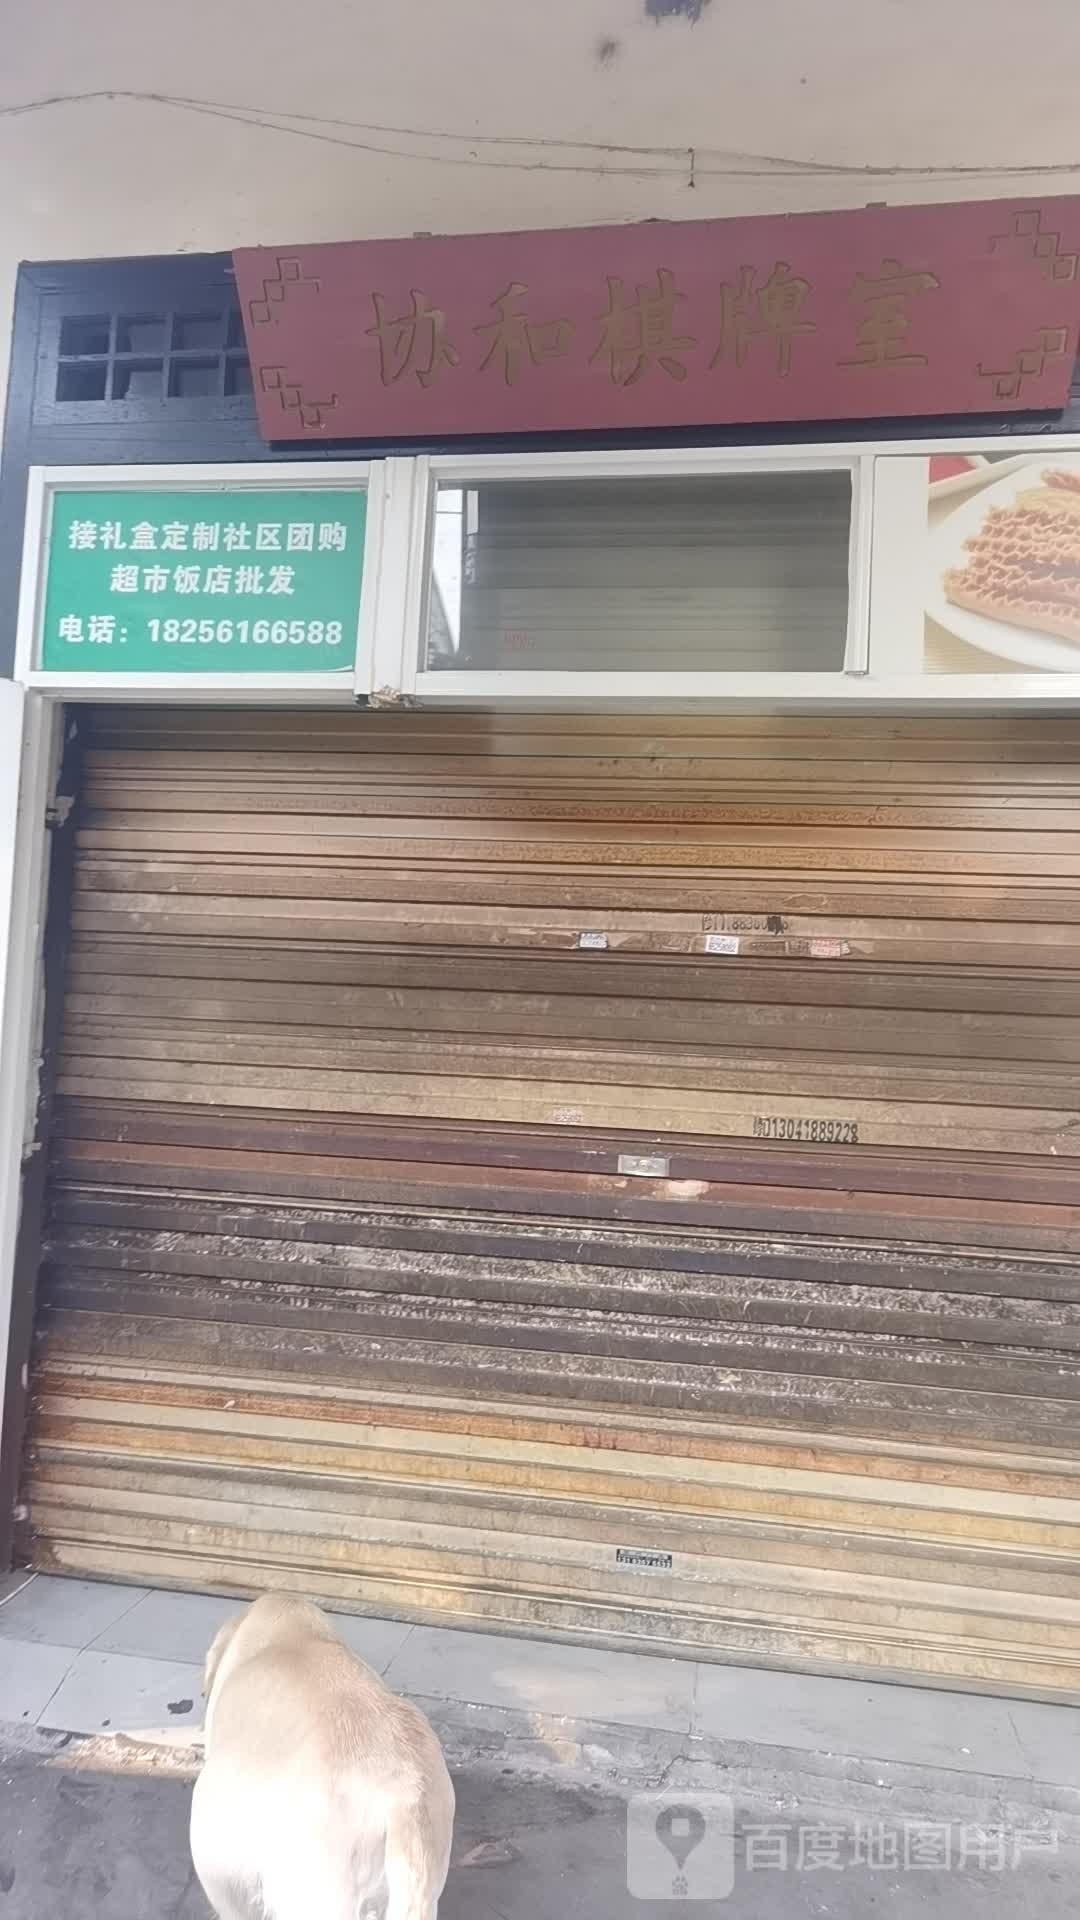 协和棋牌室
接礼盒定制社区团购
超市饭店批发
电话：18256166588
13041889228
百度地图用户